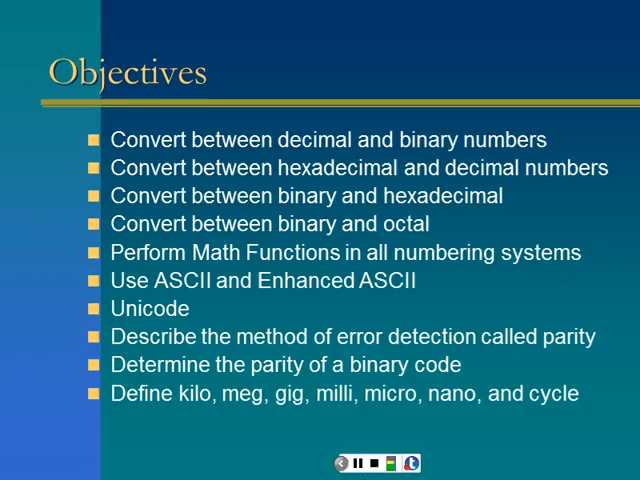 Objectives
Convert between decimal and binary numbers
Convert between hexadecimal and decimal numbers
Convert between binary and hexadecimal
Convert between binary and octal
Perform Math Functions in all numbering systems
Use ASCII and Enhanced ASCII
Unicode
Describe the method of error detection called parity
Determine the parity of a binary code
Define kilo, meg, gig, milli, micro, nano, and cycle
t